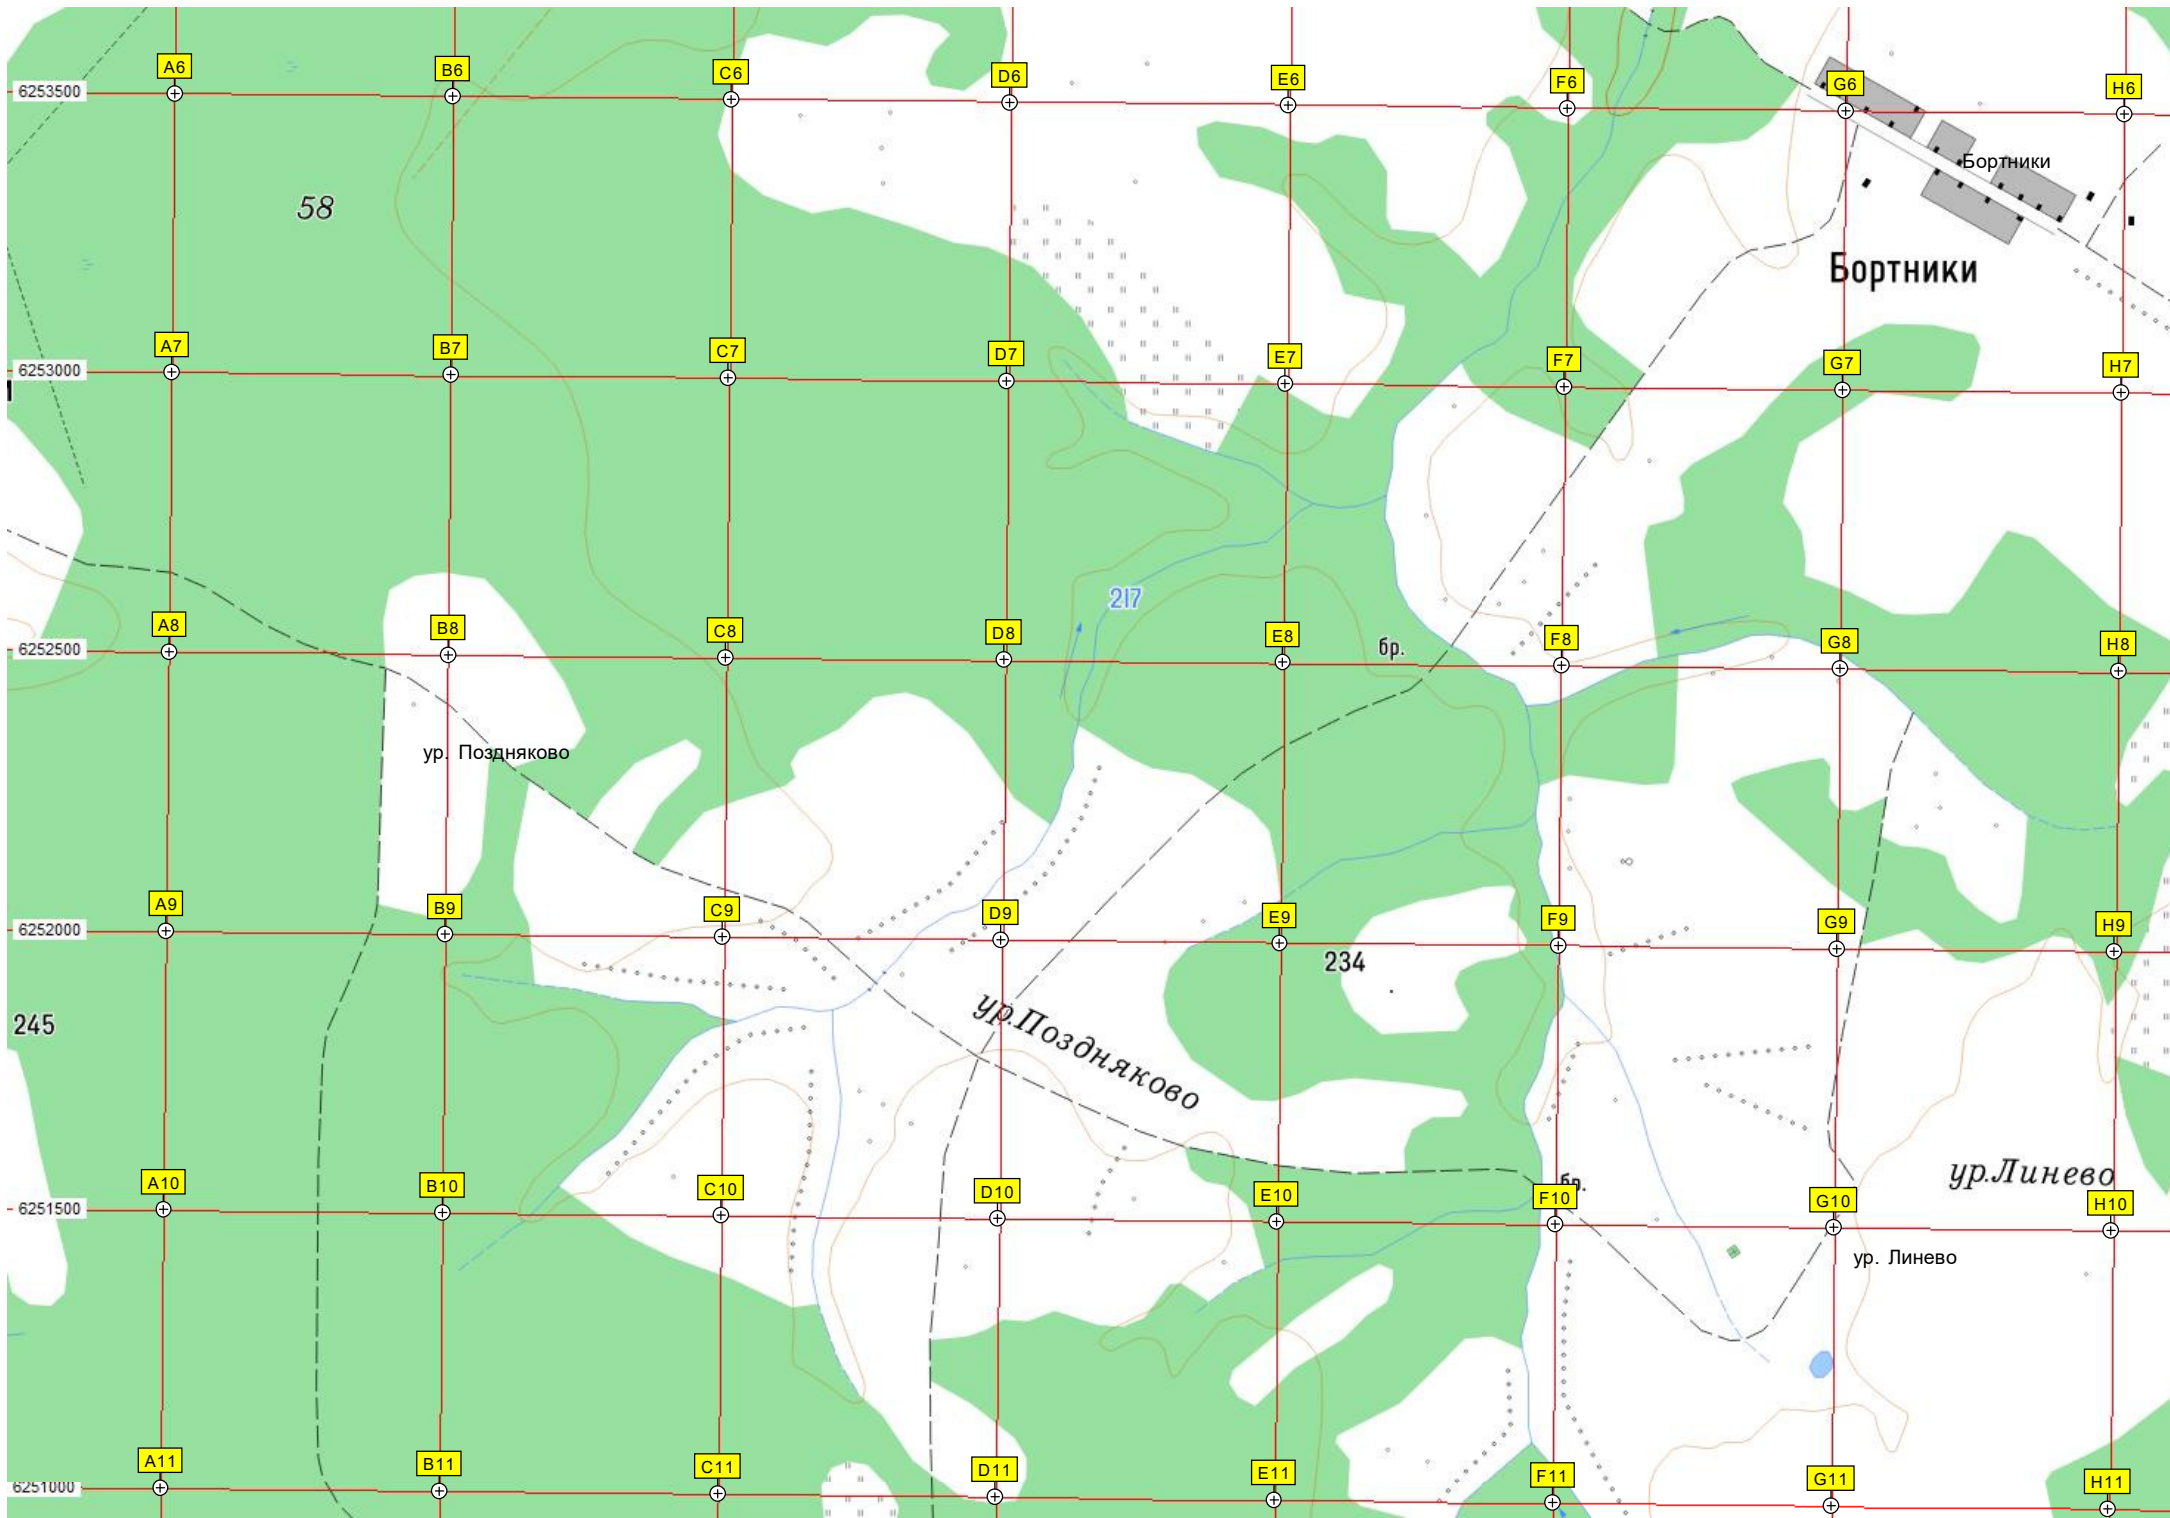 A6 B6 C6 D6 E6 F6 G6 H6
6253500
Бортники
58
Бортники
A7 B7 C7 D7 E7 F7 G7 H7
6253000
217
A8 B8 C8 D8 E8 F8 G8 H8
6252500
бр.
ур. Поздняково
A9 B9 C9 D9 E9 F9 G9 H9
6252000
234
245
ур.Поздняково
ур.Линево
A10 B10 C10 D10 E10 F10 G10 H10
бр.
6251500
ур. Линево
A11 B11 C11 D11 E11 F11 G11 H11
6251000